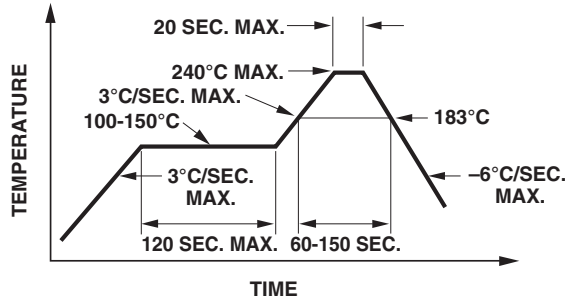 20 SEC. MAX.
240°C MAX.
3°C/SEC. MAX.
100-150°C
183°C
3°C/SEC.
MAX.
–6°C/SEC.
MAX.
120 SEC. MAX.
60-150 SEC.
TEMPERATURE
TIME